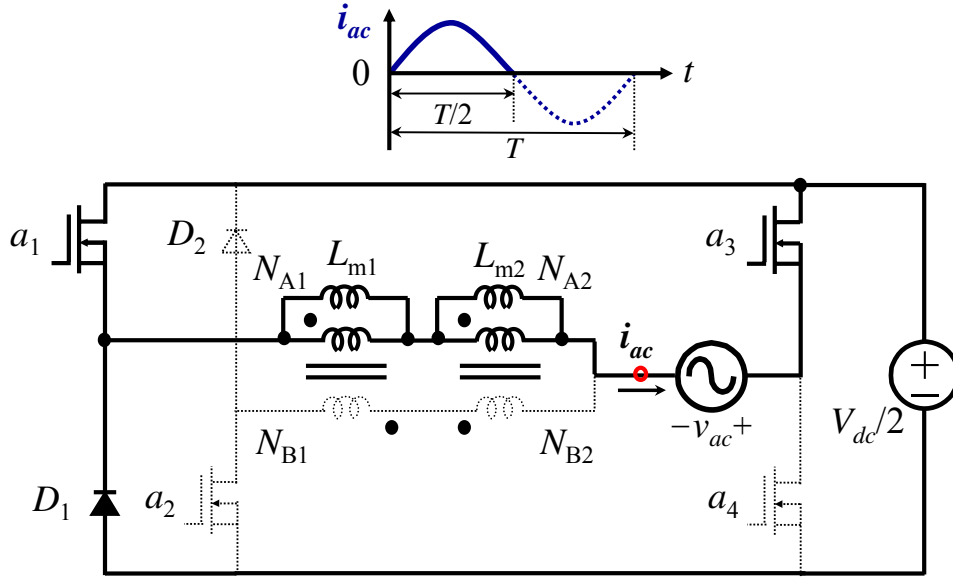 i_ac
0
t
T/2
T
a_1
D_2
N_A1
L_m1
L_m2
N_A2
a_3
i_ac
−v_ac+
+
−
V_dc/2
N_B1
N_B2
D_1
a_2
a_4